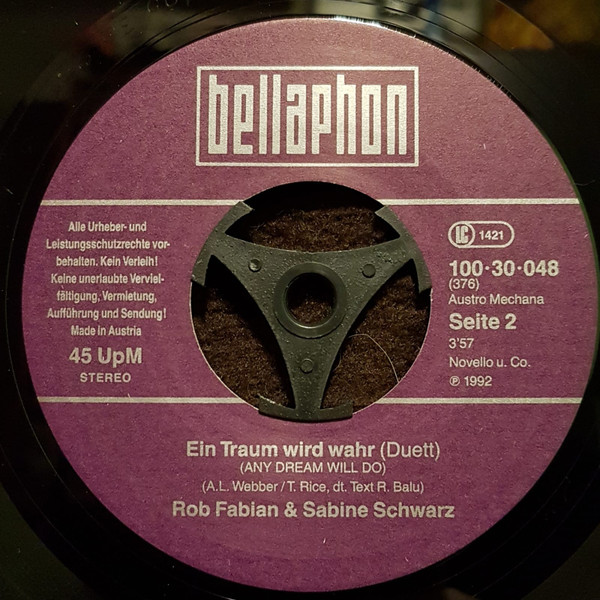 bellaphon
Alle Urheber- und
Leistungsschutzrechte vor-
behalten. Kein Verleih!
Keine unerlaubte Verviel-
fältigung, Vermietung,
Aufführung und Sendung!
Made in Austria
45 UpM
STEREO
LC 1421
100·30·048
(376)
Austro Mechana
Seite 2
3'57
Novello u. Co.
℗ 1992
Ein Traum wird wahr (Duett)
(ANY DREAM WILL DO)
(A.L. Webber / T. Rice, dt. Text R. Balu)
Rob Fabian & Sabine Schwarz